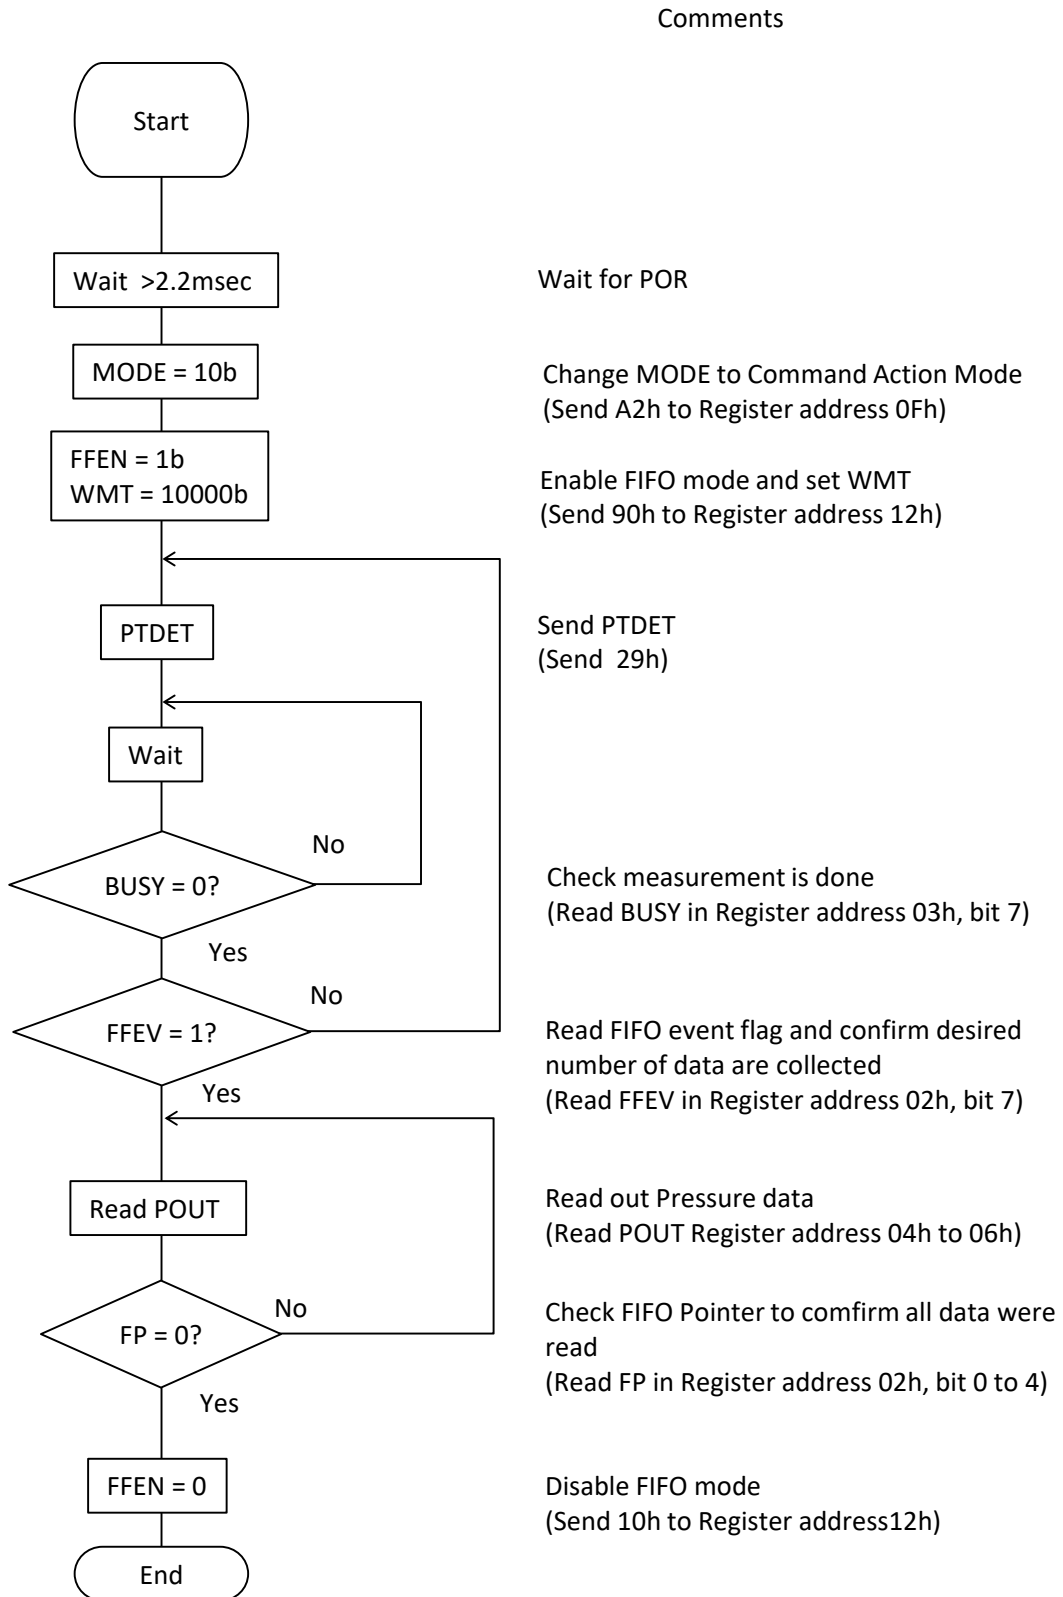 Comments
Start
Wait  >2.2msec
Wait for POR
MODE = 10b
Change MODE to Command Action Mode
(Send A2h to Register address 0Fh)
FFEN = 1b
WMT = 10000b
Enable FIFO mode and set WMT
(Send 90h to Register address 12h)
PTDET
Send PTDET
(Send  29h)
Wait
No
BUSY = 0?
Check measurement is done
(Read BUSY in Register address 03h, bit 7)
Yes
No
FFEV = 1?
Read FIFO event flag and confirm desired
number of data are collected
(Read FFEV in Register address 02h, bit 7)
Yes
Read POUT
Read out Pressure data
(Read POUT Register address 04h to 06h)
No
FP = 0?
Check FIFO Pointer to comfirm all data were
read
(Read FP in Register address 02h, bit 0 to 4)
Yes
FFEN = 0
Disable FIFO mode
(Send 10h to Register address12h)
End